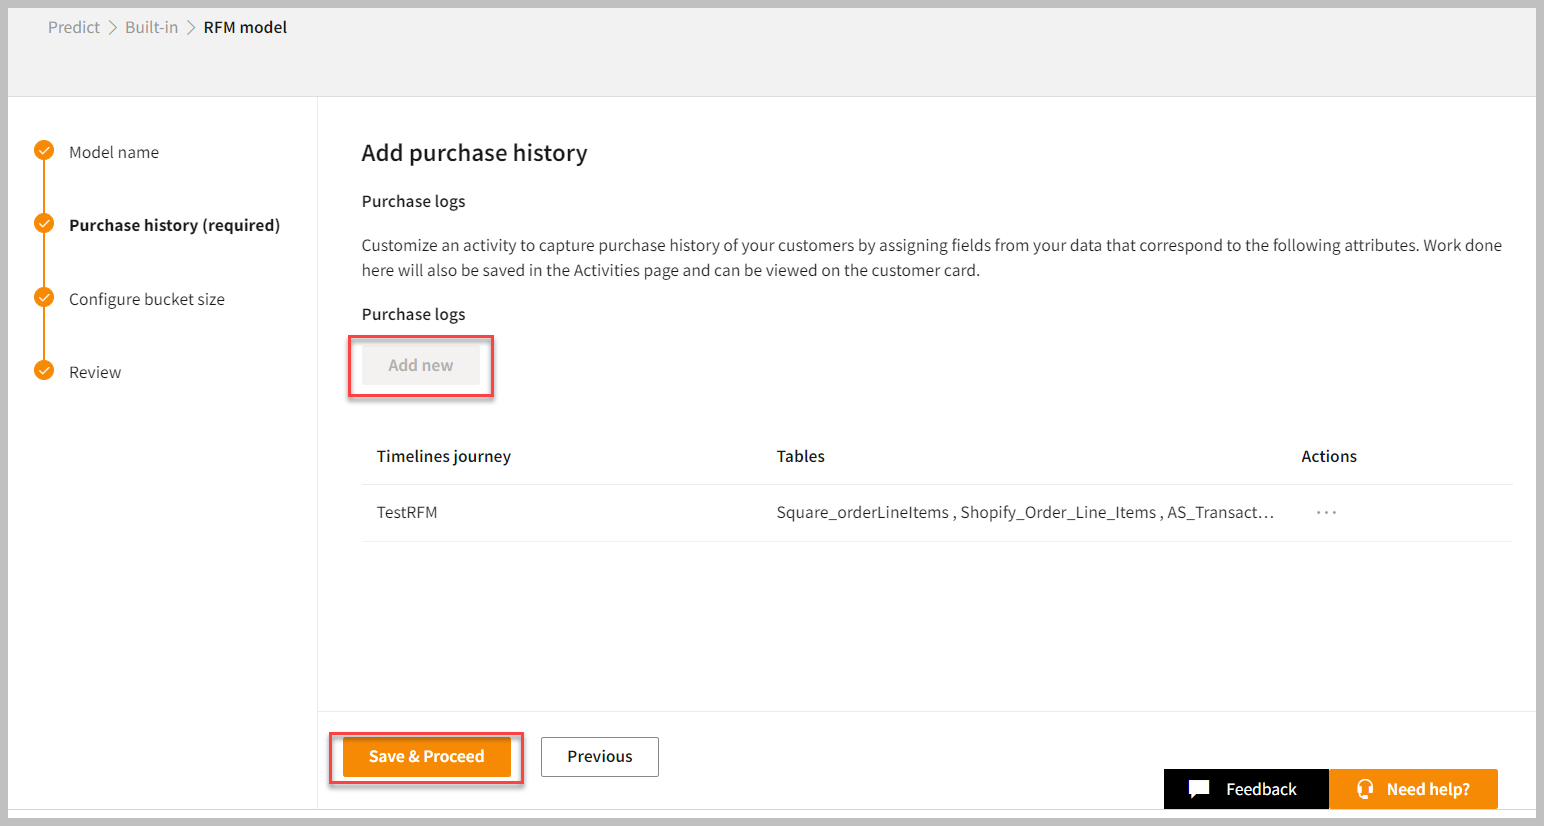 Predict > Built-in > RFM model
Model name
Purchase history (required)
Configure bucket size
Review
Add purchase history
Purchase logs
Customize an activity to capture purchase history of your customers by assigning fields from your data that correspond to the following attributes. Work done
here will also be saved in the Activities page and can be viewed on the customer card.
Purchase logs
Add new
Timelines journey Tables Actions
TestRFM Square_orderLineItems , Shopify_Order_Line_Items , AS_Transact... ...
Save & Proceed Previous
Feedback Need help?